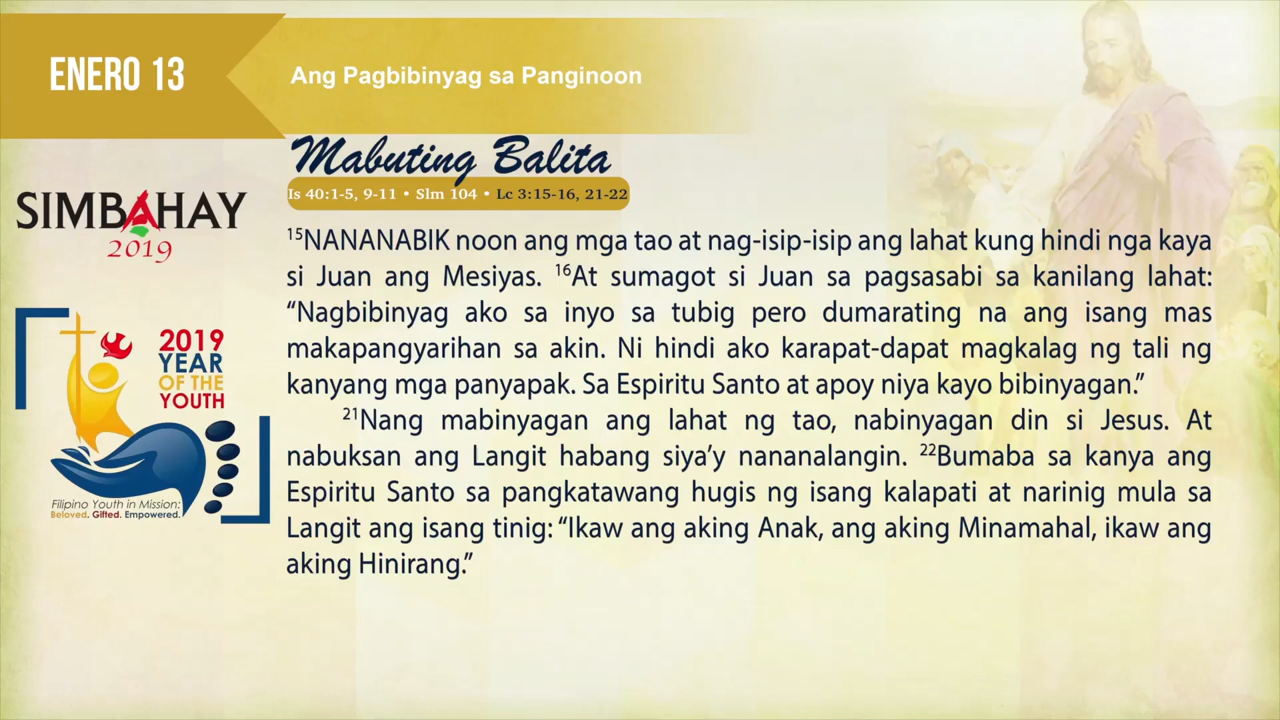 ENERO 13
Ang Pagbibinyag sa Panginoon
Mabuting Balita
Is 40:1-5, 9-11 • Slm 104 • Lc 3:15-16, 21-22
SIMBAHAY
2019
2019
YEAR
OF THE
YOUTH
Filipino Youth in Mission:
Beloved. Gifted. Empowered.
15NANANABIK noon ang mga tao at nag-isip-isip ang lahat kung hindi nga kaya
si Juan ang Mesiyas. 16At sumagot si Juan sa pagsasabi sa kanilang lahat:
“Nagbibinyag ako sa inyo sa tubig pero dumarating na ang isang mas
makapangyarihan sa akin. Ni hindi ako karapat-dapat magkalag ng tali ng
kanyang mga panyapak. Sa Espiritu Santo at apoy niya kayo bibinyagan.”
21Nang mabinyagan ang lahat ng tao, nabinyagan din si Jesus. At
nabuksan ang Langit habang siya’y nananalangin. 22Bumaba sa kanya ang
Espiritu Santo sa pangkatawang hugis ng isang kalapati at narinig mula sa
Langit ang isang tinig: “Ikaw ang aking Anak, ang aking Minamahal, ikaw ang
aking Hinirang.”